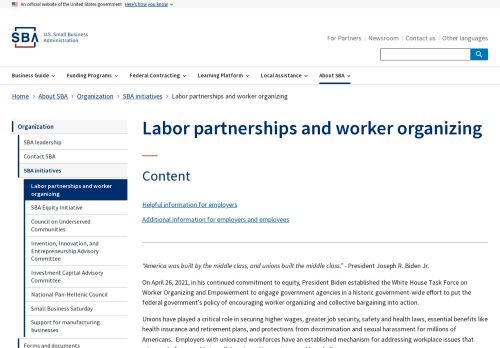 An official website of the United States government Here's how you know
SBA U.S. Small Business
Administration
For Partners Newsroom Contact us Other languages
Business Guide Funding Programs Federal Contracting Learning Platform Local Assistance About SBA
Home About SBA Organization SBA initiatives Labor partnerships and worker organizing
Organization
SBA leadership
Contact SBA
SBA initiatives
Labor partnerships and worker
organizing
SBA Equity Initiative
Council on Underserved
Communities
Invention, Innovation, and
Entrepreneurship Advisory
Committee
Investment Capital Advisory
Committee
National Pan-Hellenic Council
Small Business Saturday
Support for manufacturing
businesses
Forms and documents
Labor partnerships and worker organizing
Content
Helpful information for employers
Additional information for employers and employees
"America was built by the middle class, and unions built the middle class." - President Joseph R. Biden Jr.
On April 26, 2021, in his continued commitment to equity, President Biden established the White House Task Force on
Worker Organizing and Empowerment to engage government agencies in a historic government-wide effort to put the
federal government's policy of encouraging worker organizing and collective bargaining into action.
Unions have played a critical role in securing higher wages, greater job security, safety and health laws, essential benefits like
health insurance and retirement plans, and protections from discrimination and sexual harassment for millions of
Americans. Employers with unionized workforces have an established mechanism for addressing workplace issues that